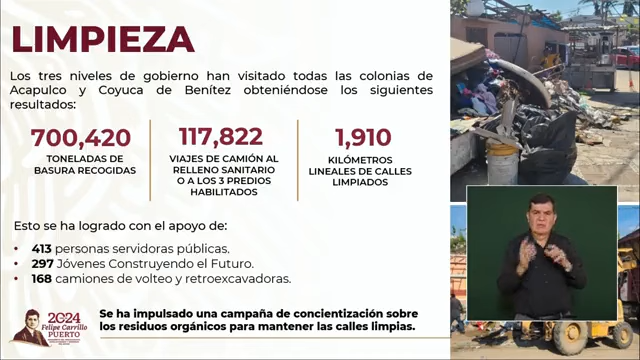 LIMPIEZA
Los tres niveles de gobierno han visitado todas las colonias de
Acapulco y Coyuca de Benítez obteniéndose los siguientes
resultados:
700,420
TONELADAS DE
BASURA RECOGIDAS
117,822
VIAJES DE CAMIÓN AL
RELLENO SANITARIO
O A LOS 3 PREDIOS
HABILITADOS
1,910
KILÓMETROS
LINEALES DE CALLES
LIMPIADOS
Esto se ha logrado con el apoyo de:
• 413 personas servidoras públicas.
• 297 Jóvenes Construyendo el Futuro.
• 168 camiones de volteo y retroexcavadoras.
2024
Felipe Carrillo
PUERTO
Se ha impulsado una campaña de concientización sobre
los residuos orgánicos para mantener las calles limpias.